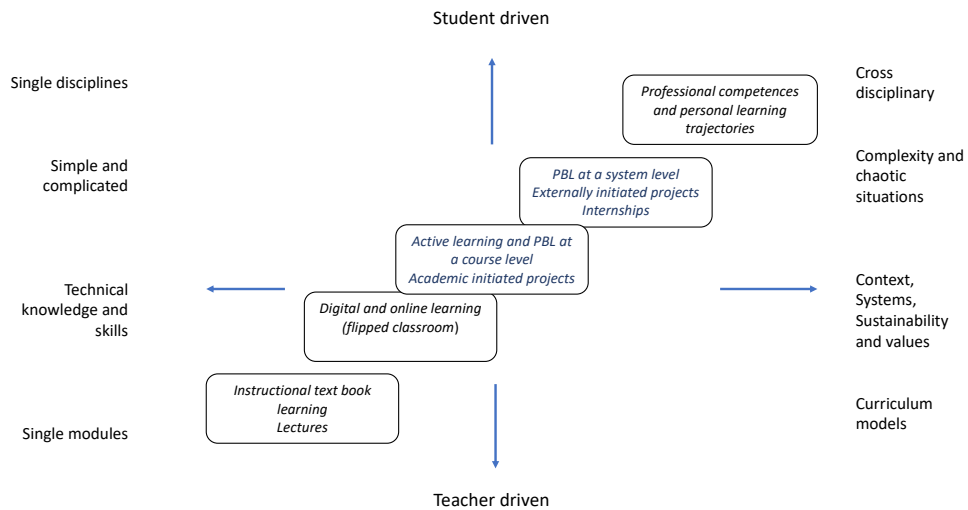 Student driven
Single disciplines
Cross
disciplinary
Professional competences
and personal learning
trajectories
Simple and
complicated
Complexity and
chaotic
situations
PBL at a system level
Externally initiated projects
Internships
Active learning and PBL at
a course level
Academic initiated projects
Technical
knowledge and
skills
Context,
Systems,
Sustainability
and values
Digital and online learning
(flipped classroom)
Instructional text book
learning
Lectures
Single modules
Curriculum
models
Teacher driven